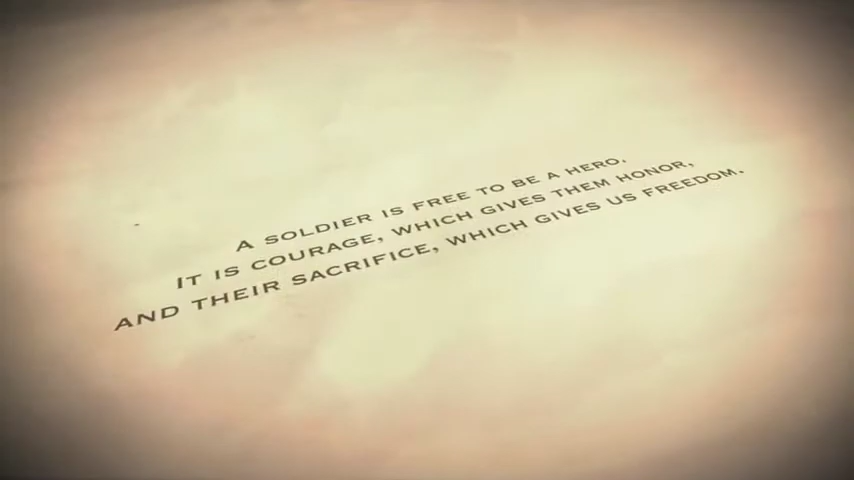 A SOLDIER IS FREE TO BE A HERO.
IT IS COURAGE, WHICH GIVES THEM HONOR,
AND THEIR SACRIFICE, WHICH GIVES US FREEDOM.